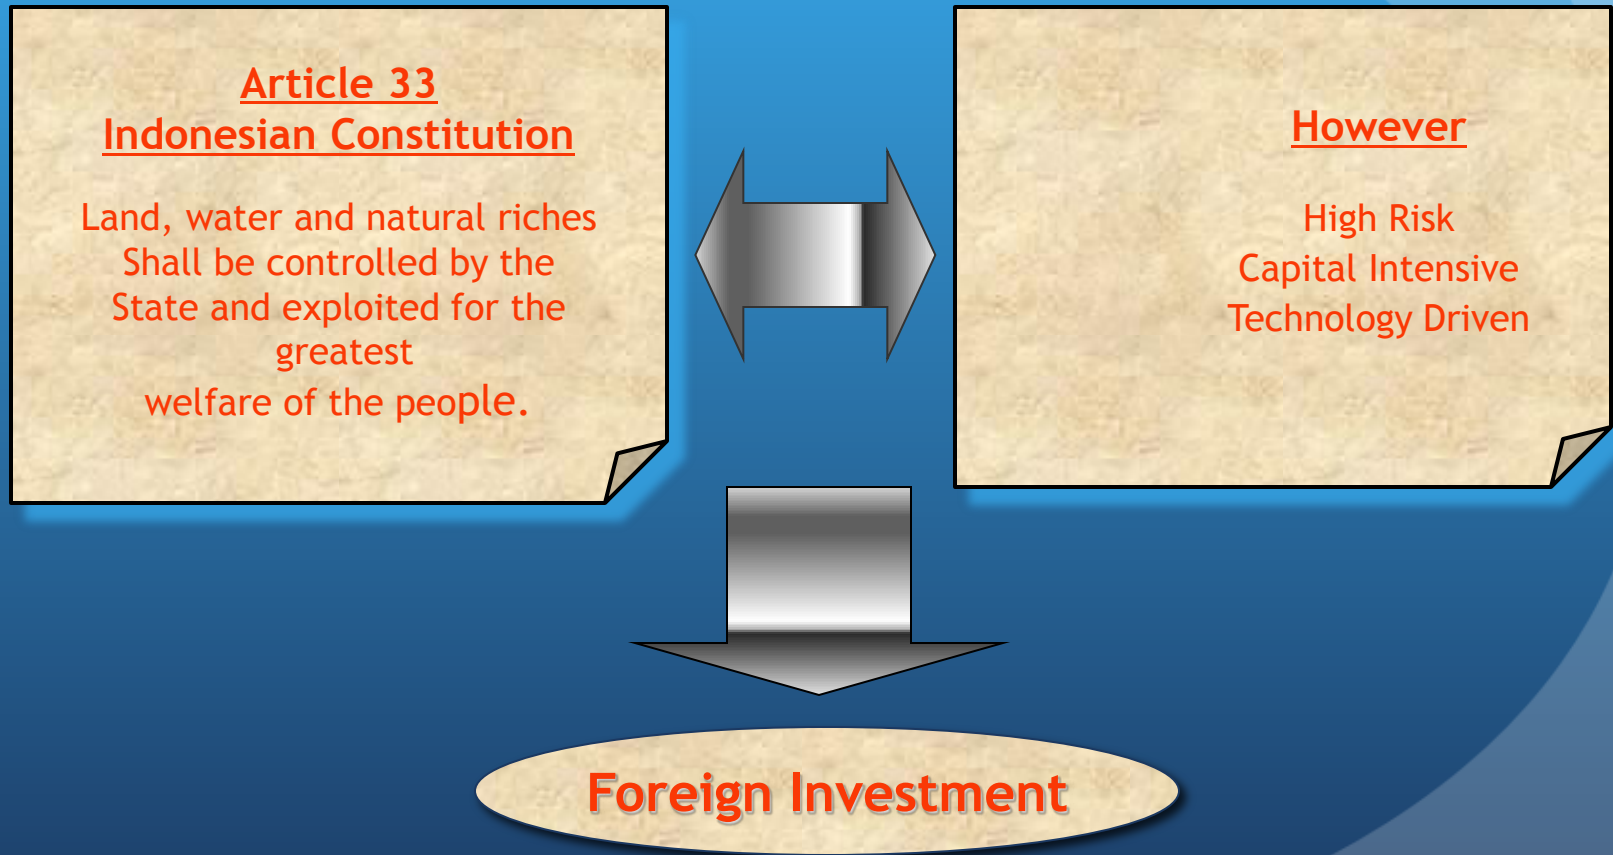 Article 33
Indonesian Constitution
Land, water and natural riches
Shall be controlled by the
State and exploited for the
greatest
welfare of the people.
However
High Risk
Capital Intensive
Technology Driven
Foreign Investment